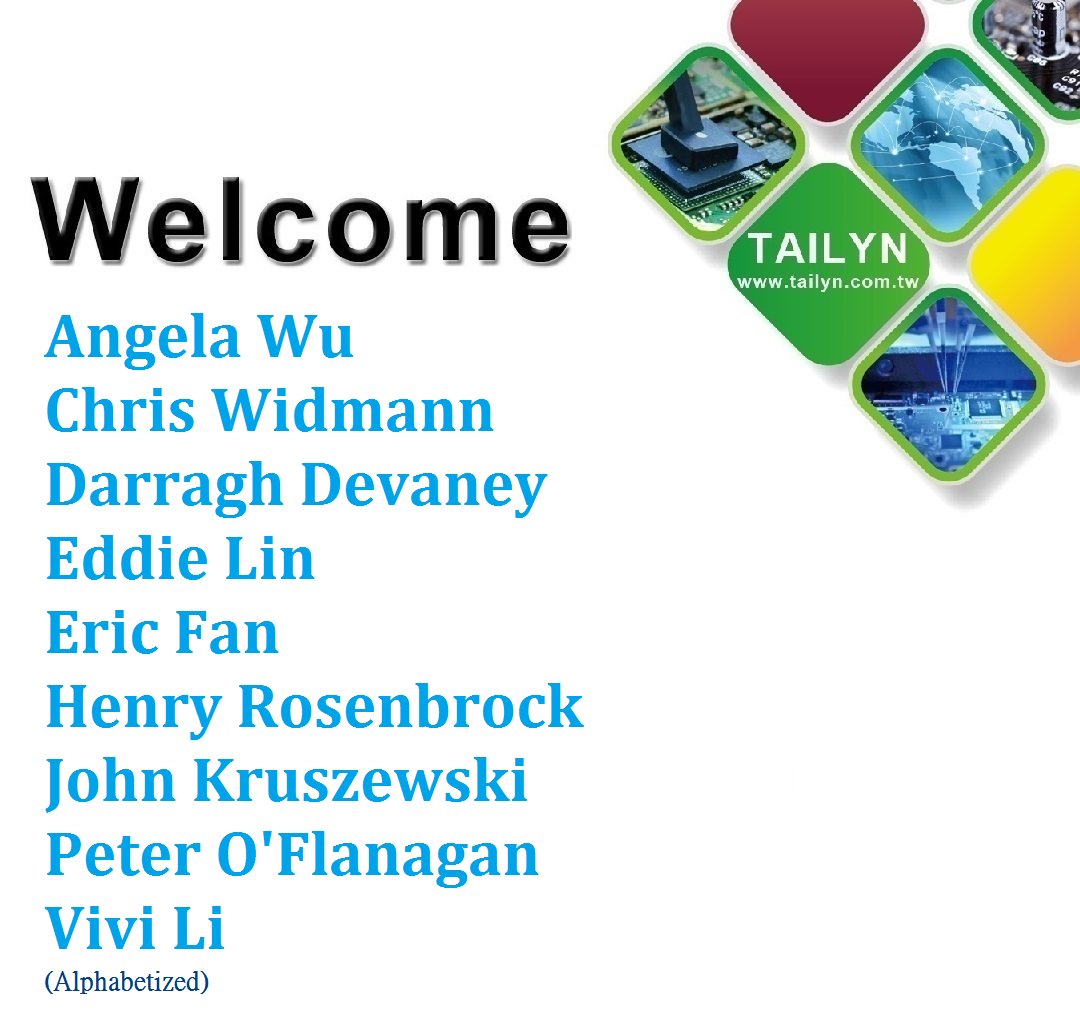 Welcome
TAILYN
www.tailyn.com.tw
Angela Wu
Chris Widmann
Darragh Devaney
Eddie Lin
Eric Fan
Henry Rosenbrock
John Kruszewski
Peter O'Flanagan
Vivi Li
(Alphabetized)